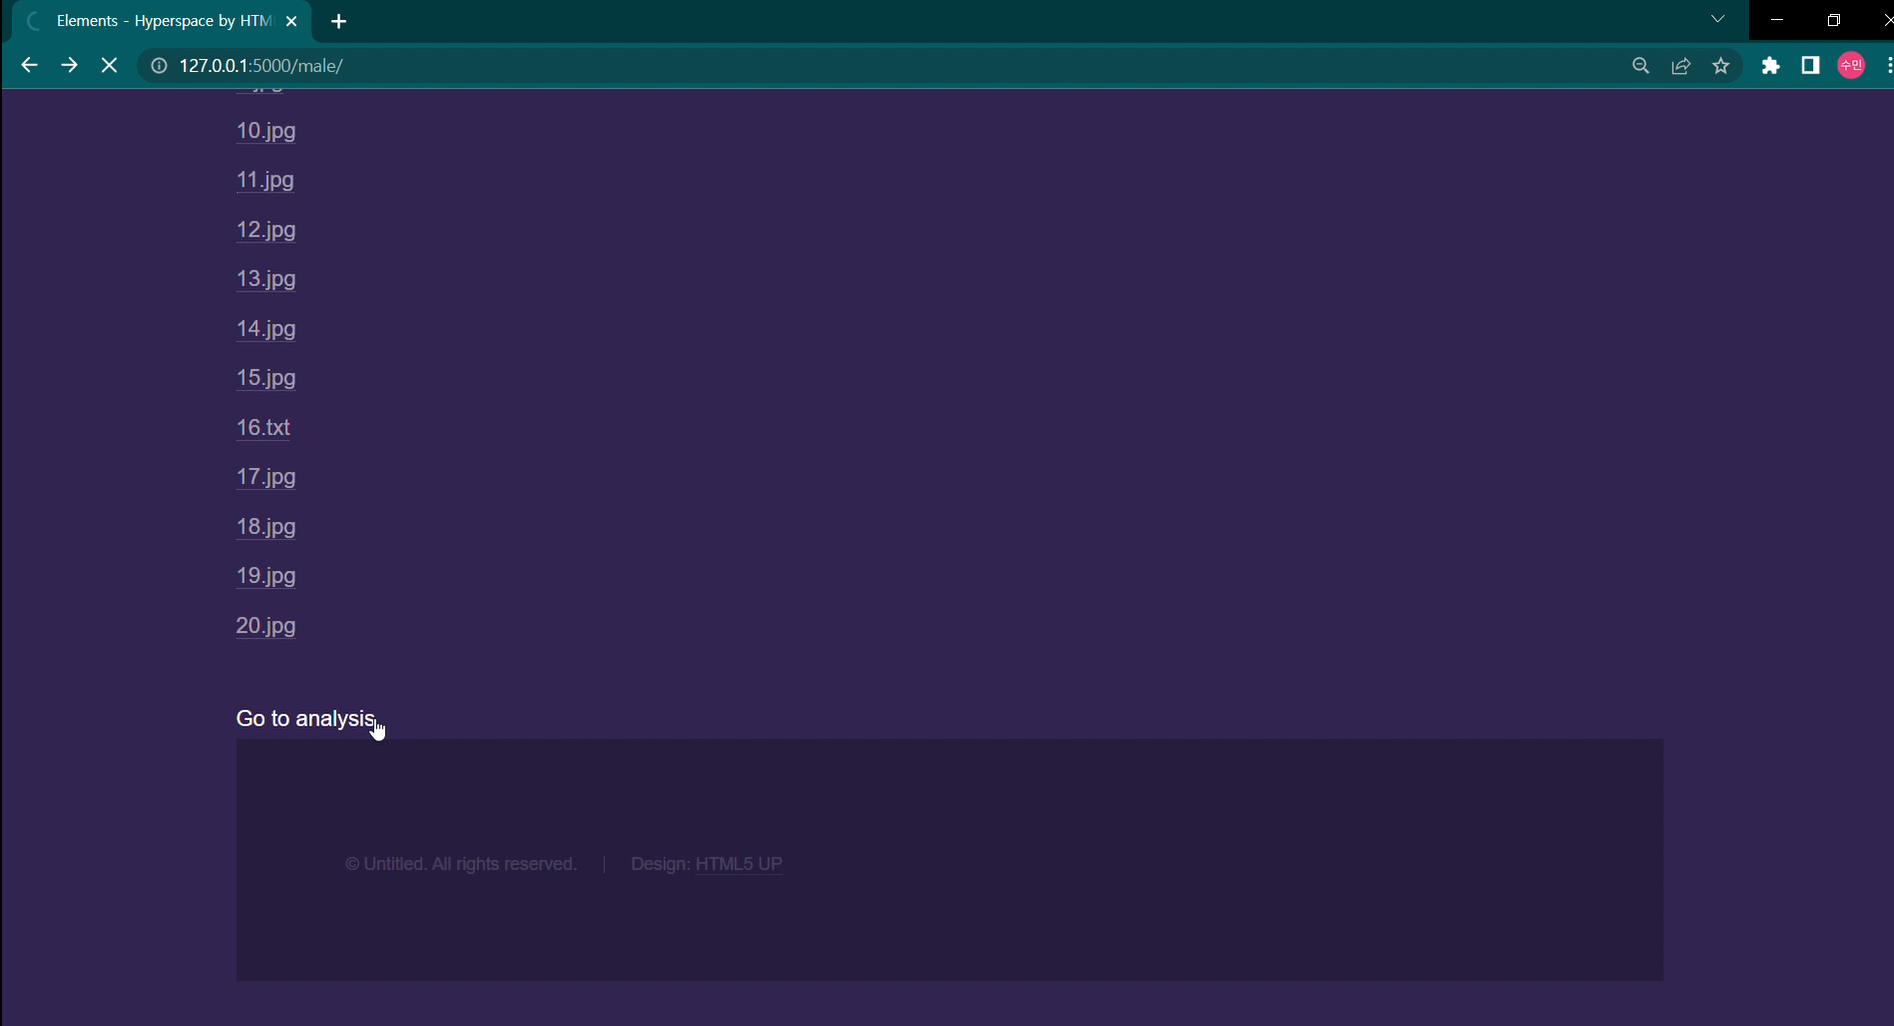 Elements - Hyperspace by HTM
127.0.0.1:5000/male/
수민
10.jpg
11.jpg
12.jpg
13.jpg
14.jpg
15.jpg
16.txt
17.jpg
18.jpg
19.jpg
20.jpg
Go to analysis
© Untitled. All rights reserved. | Design: HTML5 UP